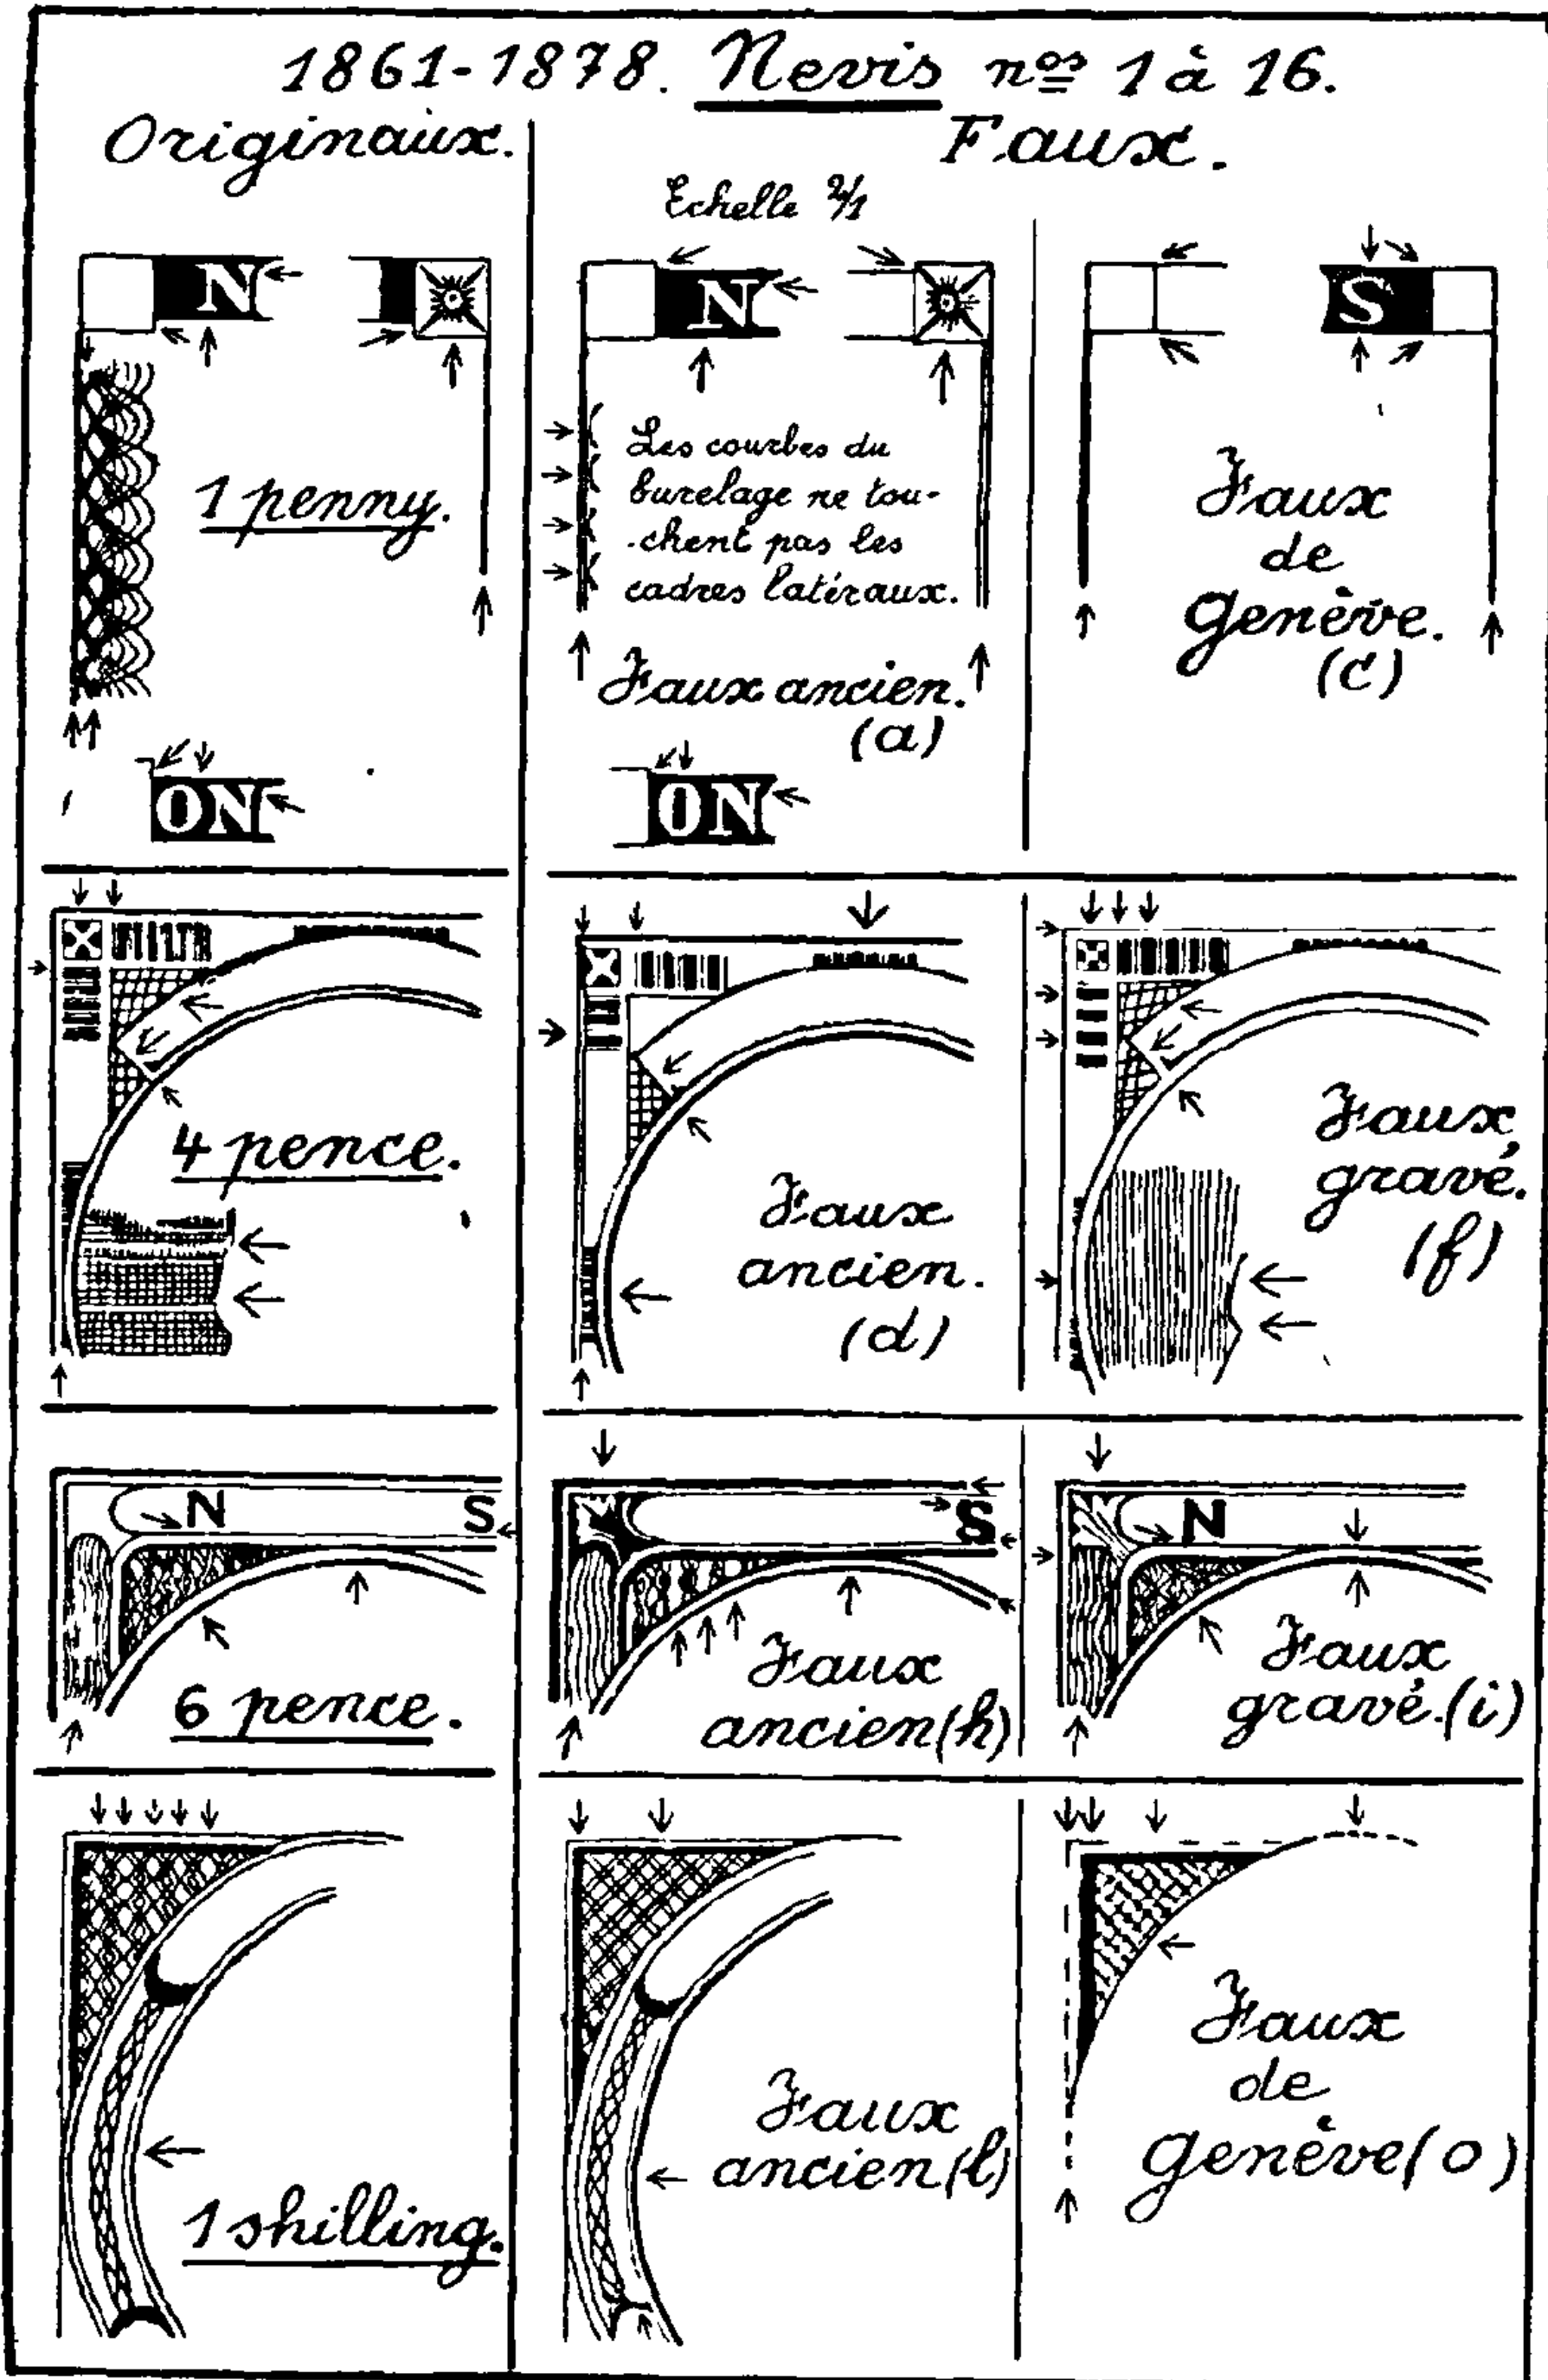 1861-1878. Nevis nos 1 à 16.
Originaux.
Faux.
Echelle 2/1
N
N
S
1 penny.
Les courbes du
burelage ne tou-
-chent pas les
cadres latéraux.
Faux ancien.
(a)
Faux
de
Genève.
(c)
ON
ON
4 pence.
Faux
ancien.
(d)
Faux
gravé.
(f)
N
S
6 pence.
S
Faux
ancien (h)
N
Faux
gravé. (i)
1 shilling.
Faux
ancien (l)
Faux
de
Genève (o)